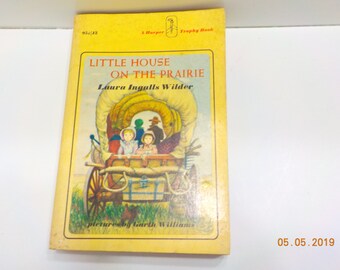 A Harper Trophy Book
LITTLE HOUSE
ON THE PRAIRIE
Laura Ingalls Wilder
pictures by Garth Williams
05.05.2019